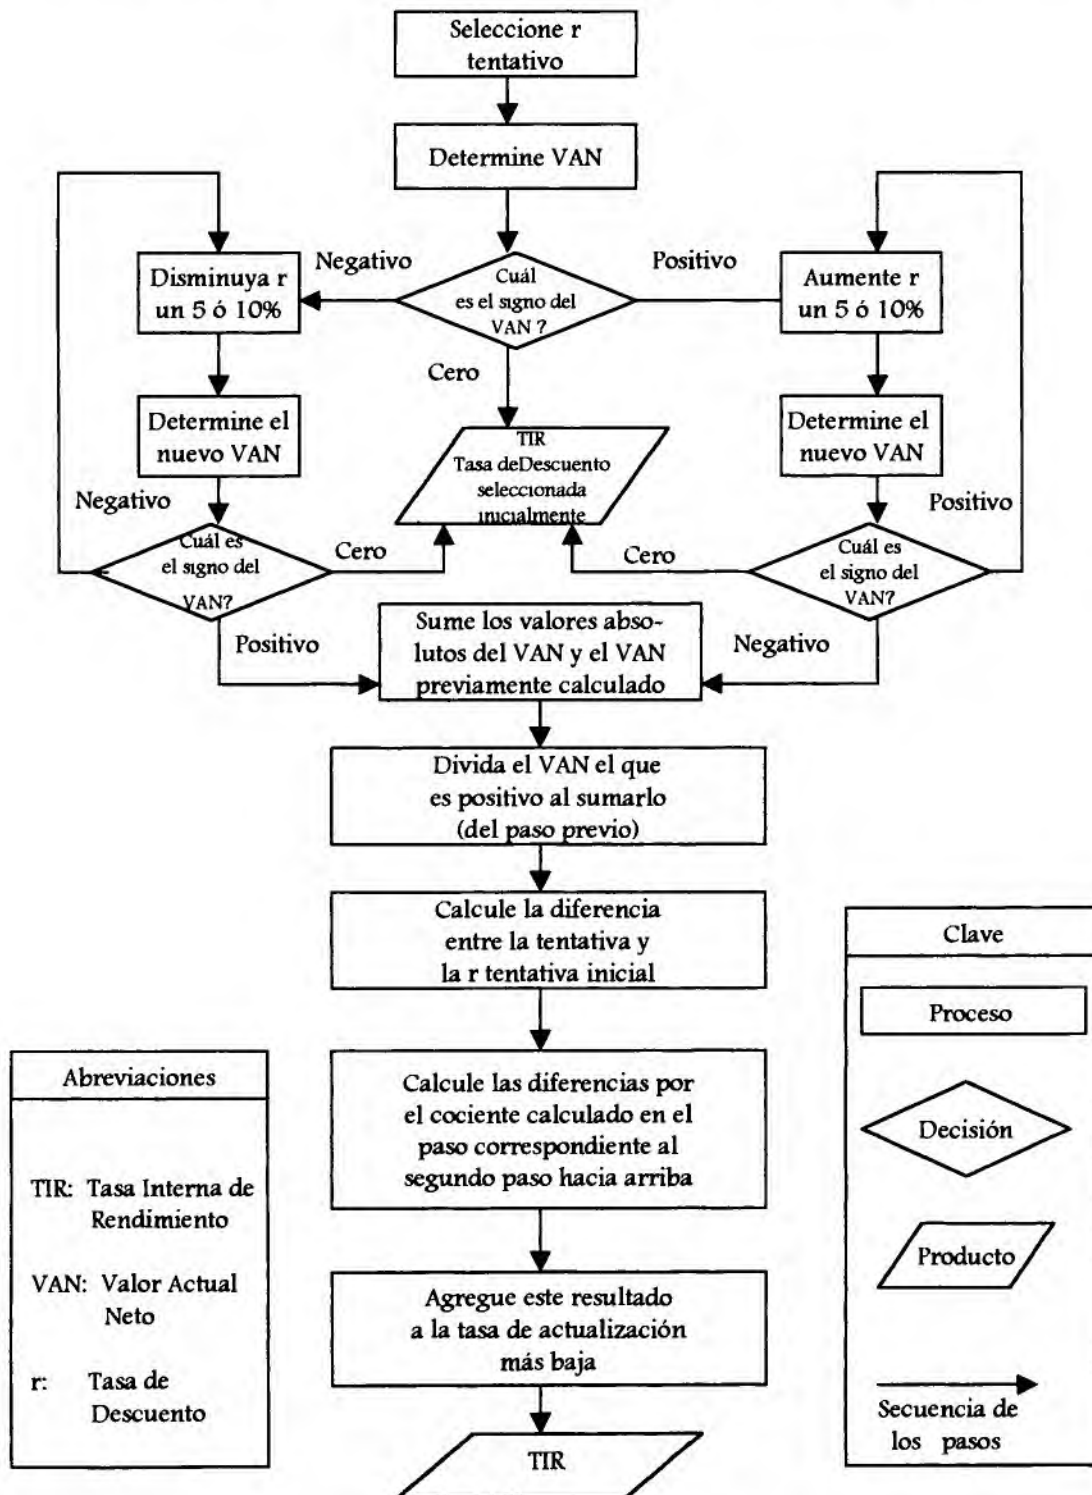 Seleccione r
tentativo
Determine VAN
Negativo
Cuál
es el signo del
VAN ?
Positivo
Disminuya r
un 5 ó 10%
Aumente r
un 5 ó 10%
Cero
Determine el
nuevo VAN
TIR
Tasa deDescuento
seleccionada
inicialmente
Determine el
nuevo VAN
Negativo
Positivo
Cuál es
el signo del
VAN?
Cero
Cero
Cuál es
el signo del
VAN?
Positivo
Sume los valores abso-
lutos del VAN y el VAN
previamente calculado
Negativo
Divida el VAN el que
es positivo al sumarlo
(del paso previo)
Calcule la diferencia
entre la tentativa y
la r tentativa inicial
Calcule las diferencias por
el cociente calculado en el
paso correspondiente al
segundo paso hacia arriba
Agregue este resultado
a la tasa de actualización
más baja
TIR
Abreviaciones
TIR: Tasa Interna de
Rendimiento
VAN: Valor Actual
Neto
r: Tasa de
Descuento
Clave
Proceso
Decisión
Producto
Secuencia de
los pasos